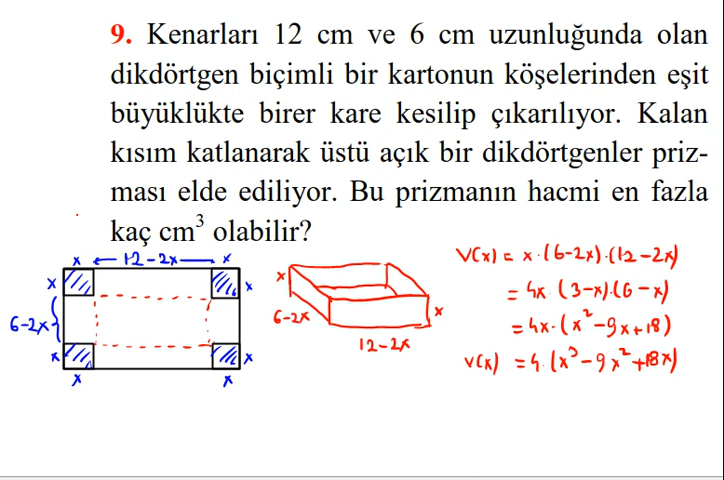 9. Kenarları 12 cm ve 6 cm uzunluğunda olan
dikdörtgen biçimli bir kartonun köşelerinden eşit
büyüklükte birer kare kesilip çıkarılıyor. Kalan
kısım katlanarak üstü açık bir dikdörtgenler priz-
ması elde ediliyor. Bu prizmanın hacmi en fazla
kaç cm³ olabilir?
x 12-2x x
x x
6-2x
x x
x x
x
6-2x x
12-2x
V(x) = x.(6-2x).(12-2x)
= 4x.(3-x).(6-x)
= 4x.(x²-9x+18)
V(x) = 4.(x³-9x²+18x)